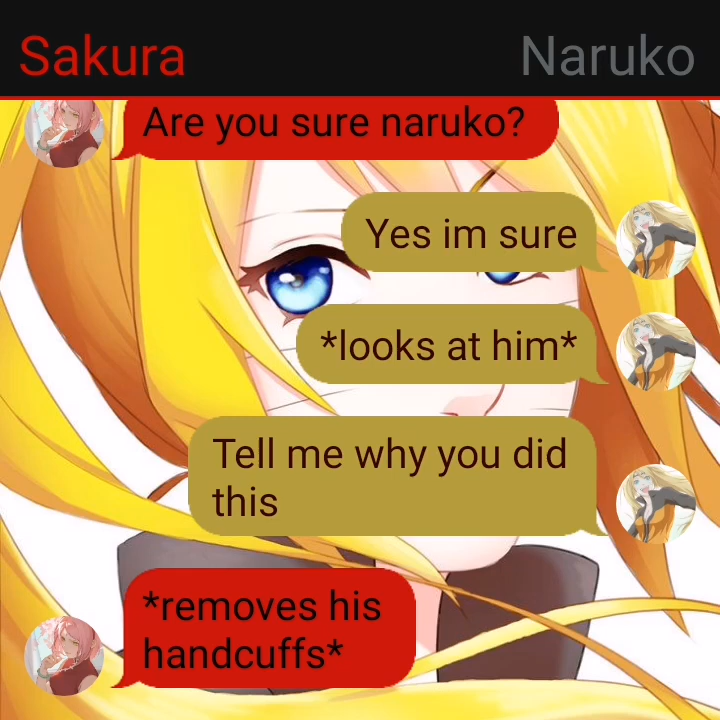 Sakura Naruko
Are you sure naruko?
Yes im sure
*looks at him*
Tell me why you did
this
*removes his
handcuffs*